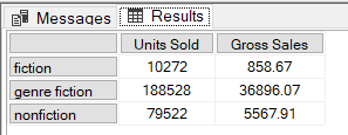 Messages Results
Units Sold Gross Sales
fiction 10272 858.67
genre fiction 188528 36896.07
nonfiction 79522 5567.91